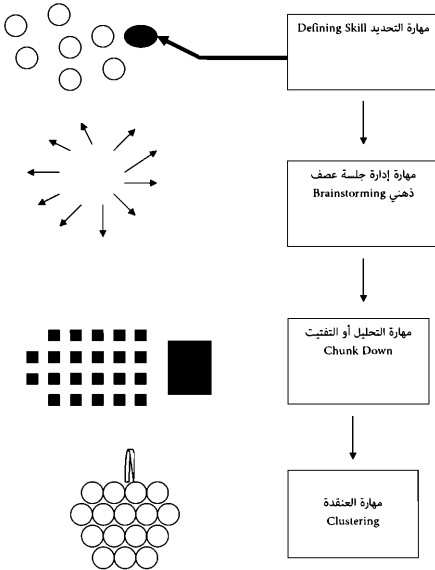 مهارة التحديد Defining Skill
مهارة إدارة جلسة عصف
ذهني Brainstorming
مهارة التحليل أو التفتيت
Chunk Down
مهارة العنقدة
Clustering